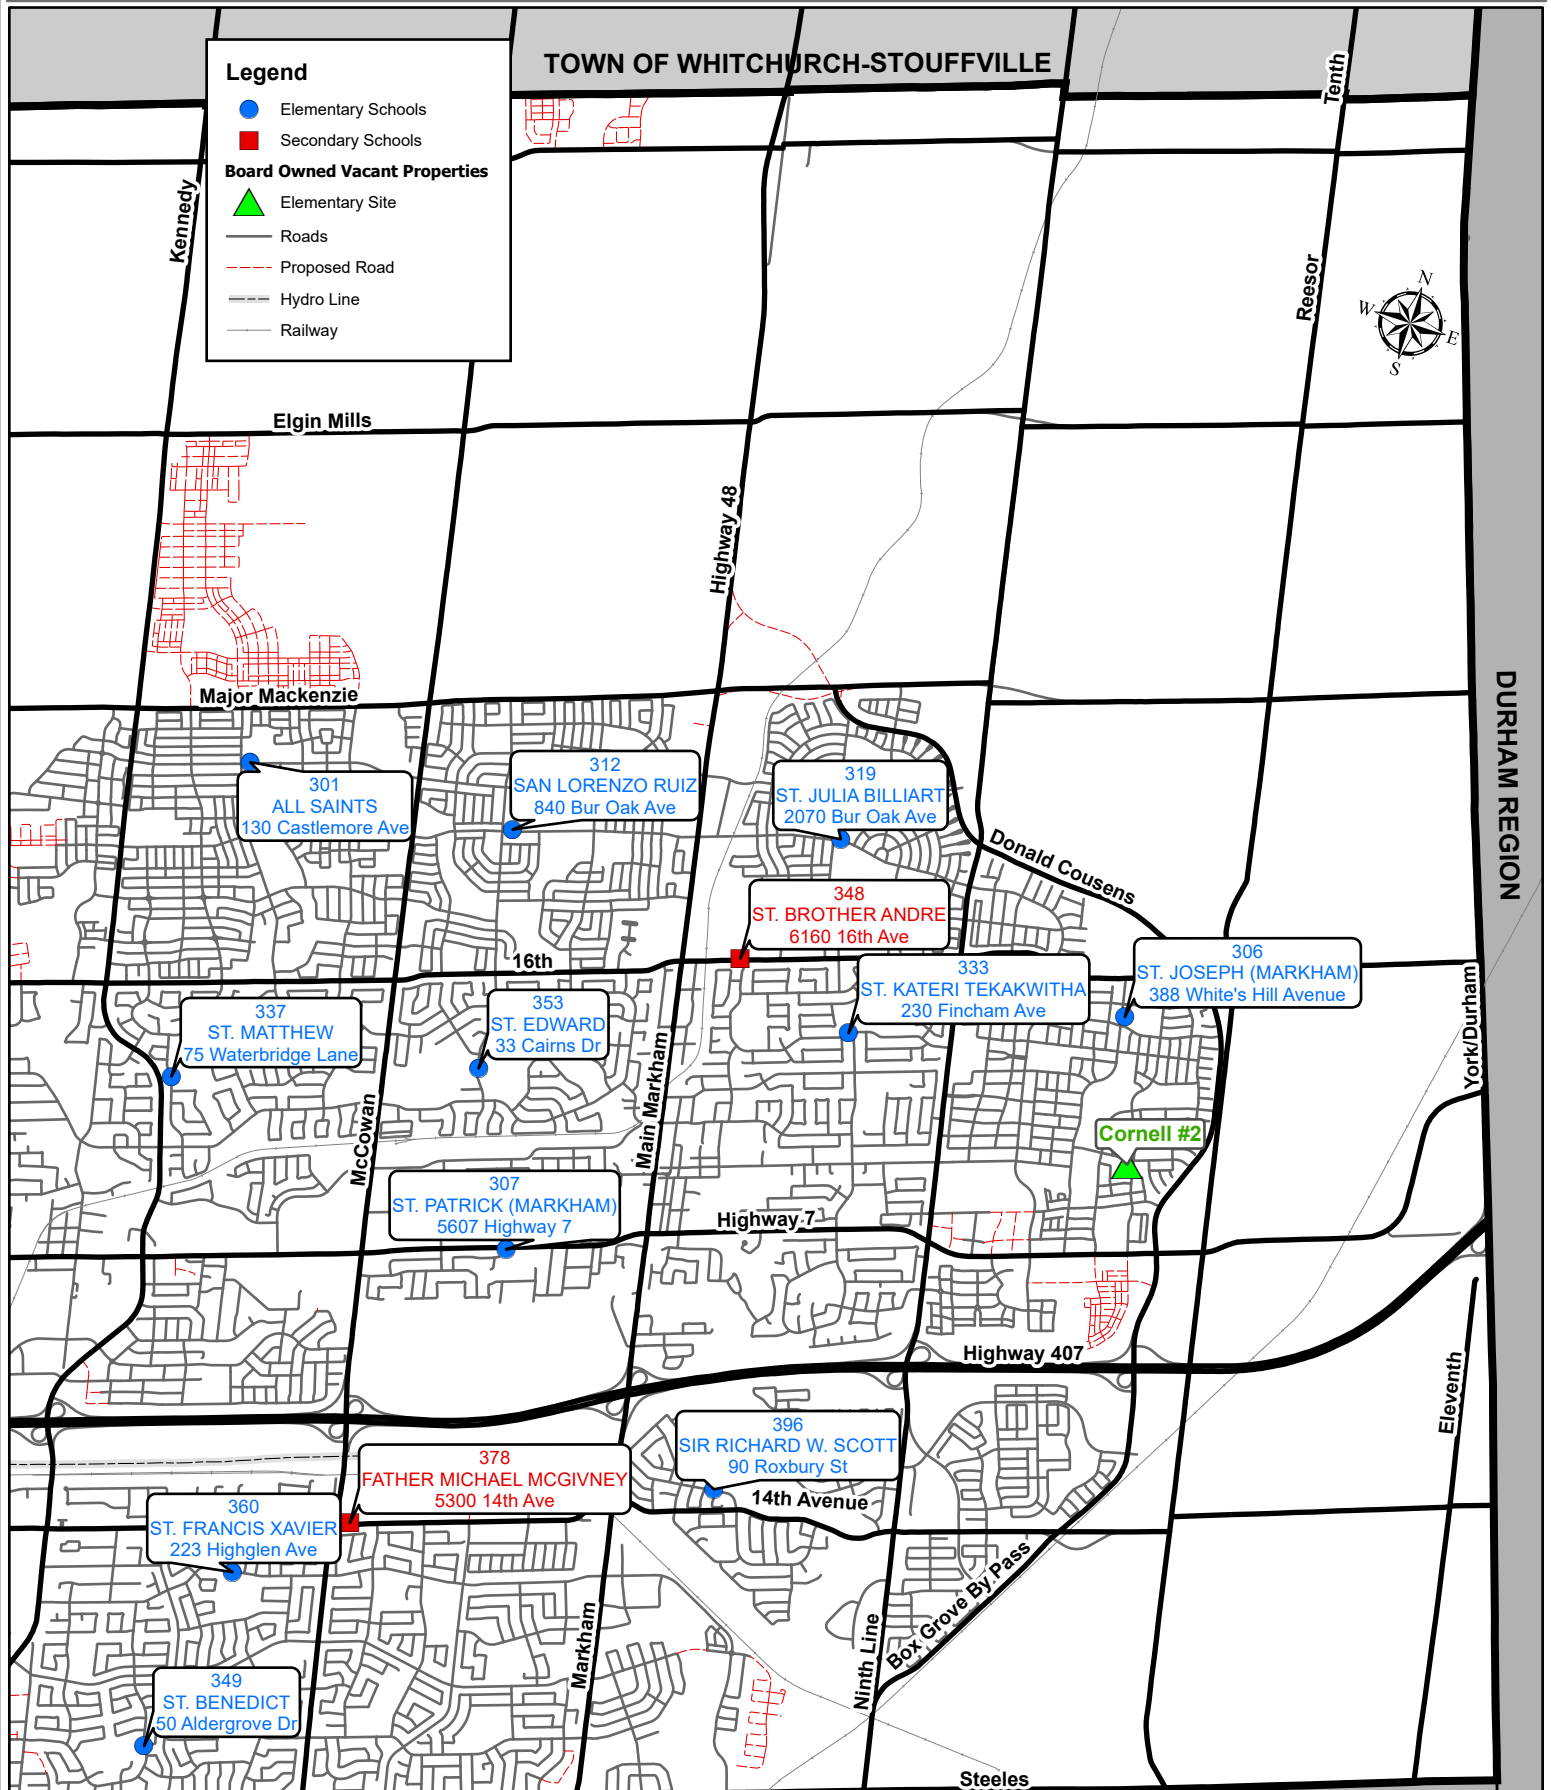 TOWN OF WHITCHURCH-STOUFFVILLE
Legend
Elementary Schools
Secondary Schools
Board Owned Vacant Properties
Elementary Site
Roads
Proposed Road
Hydro Line
Railway
Kennedy
Tenth
Reesor
N
W
E
S
Elgin Mills
Highway 48
Major Mackenzie
DURHAM REGION
301
ALL SAINTS
130 Castlemore Ave
312
SAN LORENZO RUIZ
840 Bur Oak Ave
319
ST. JULIA BILLIART
2070 Bur Oak Ave
Donald Cousens
348
ST. BROTHER ANDRE
6160 16th Ave
16th
306
ST. JOSEPH (MARKHAM)
388 White's Hill Avenue
333
ST. KATERI TEKAKWITHA
230 Fincham Ave
337
ST. MATTHEW
75 Waterbridge Lane
353
ST. EDWARD
33 Cairns Dr
York/Durham
Main Markham
McCowan
Cornell #2
307
ST. PATRICK (MARKHAM)
5607 Highway 7
Highway 7
Highway 407
Eleventh
396
SIR RICHARD W. SCOTT
90 Roxbury St
14th Avenue
378
FATHER MICHAEL MCGIVNEY
5300 14th Ave
360
ST. FRANCIS XAVIER
223 Highglen Ave
Box Grove By Pass
Ninth Line
Markham
349
ST. BENEDICT
50 Aldergrove Dr
Steeles